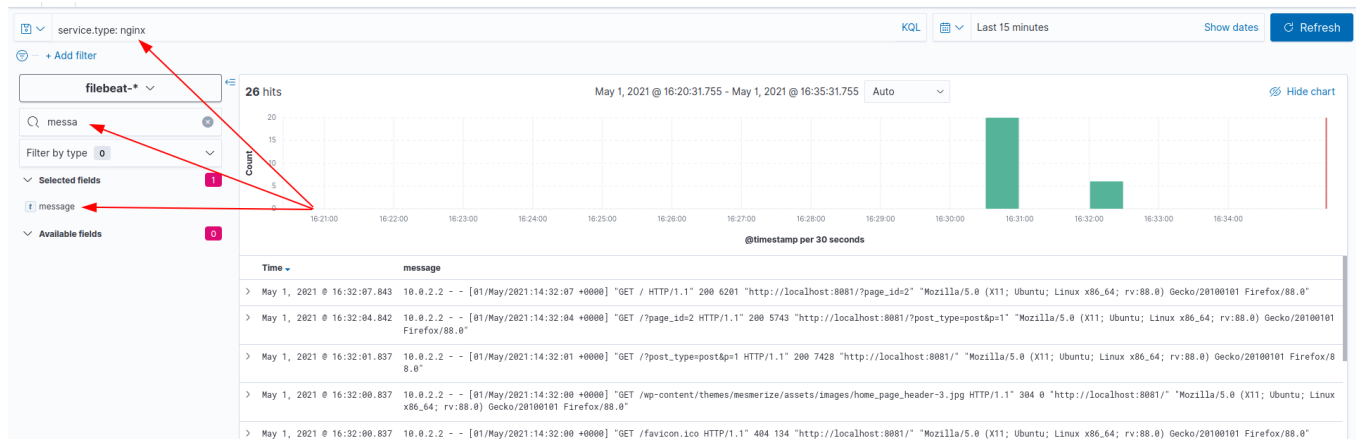 service.type: nginx
KQL
Last 15 minutes
Show dates
Refresh
+ Add filter
filebeat-*
messa
Filter by type 0
Selected fields 1
message
Available fields 0
26 hits
May 1, 2021 @ 16:20:31.755 - May 1, 2021 @ 16:35:31.755 Auto
Hide chart
Count
20
15
10
5
0
16:21:00 16:22:00 16:23:00 16:24:00 16:25:00 16:26:00 16:27:00 16:28:00 16:29:00 16:30:00 16:31:00 16:32:00 16:33:00 16:34:00
@timestamp per 30 seconds
Time message
May 1, 2021 @ 16:32:07.843 10.0.2.2 - - [01/May/2021:14:32:07 +0000] "GET / HTTP/1.1" 200 6201 "http://localhost:8081/?page_id=2" "Mozilla/5.0 (X11; Ubuntu; Linux x86_64; rv:88.0) Gecko/20100101 Firefox/88.0"
May 1, 2021 @ 16:32:04.842 10.0.2.2 - - [01/May/2021:14:32:04 +0000] "GET /?page_id=2 HTTP/1.1" 200 5743 "http://localhost:8081/?post_type=post&p=1" "Mozilla/5.0 (X11; Ubuntu; Linux x86_64; rv:88.0) Gecko/20100101
Firefox/88.0"
May 1, 2021 @ 16:32:01.837 10.0.2.2 - - [01/May/2021:14:32:01 +0000] "GET /?post_type=post&p=1 HTTP/1.1" 200 7428 "http://localhost:8081/" "Mozilla/5.0 (X11; Ubuntu; Linux x86_64; rv:88.0) Gecko/20100101 Firefox/8
8.0"
May 1, 2021 @ 16:32:00.837 10.0.2.2 - - [01/May/2021:14:32:00 +0000] "GET /wp-content/themes/mesmerize/assets/images/home_page_header-3.jpg HTTP/1.1" 304 0 "http://localhost:8081/" "Mozilla/5.0 (X11; Ubuntu; Linux
x86_64; rv:88.0) Gecko/20100101 Firefox/88.0"
May 1, 2021 @ 16:32:00.837 10.0.2.2 - - [01/May/2021:14:32:00 +0000] "GET /favicon.ico HTTP/1.1" 404 134 "http://localhost:8081/" "Mozilla/5.0 (X11; Ubuntu; Linux x86_64; rv:88.0) Gecko/20100101 Firefox/88.0"